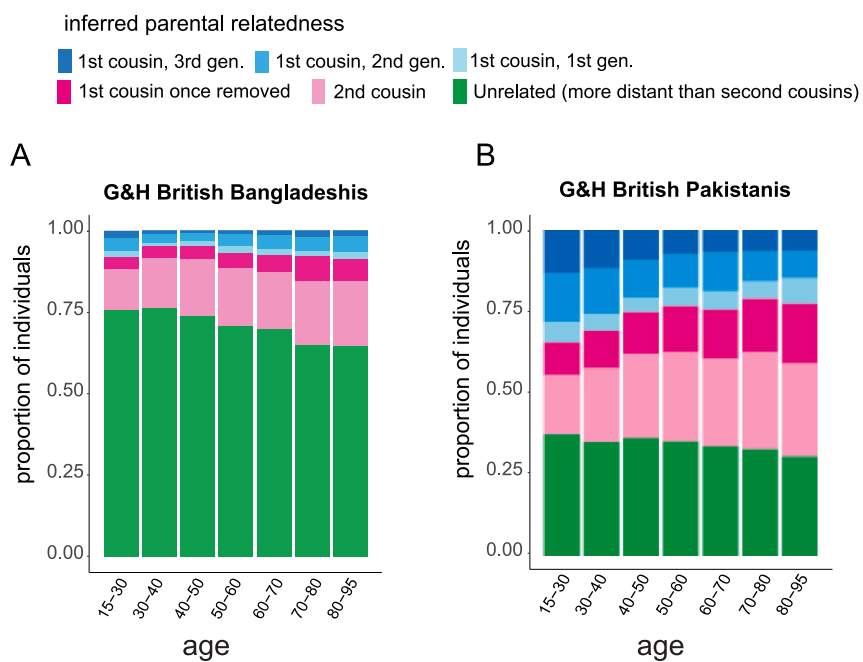 inferred parental relatedness
1st cousin, 3rd gen. 1st cousin, 2nd gen. 1st cousin, 1st gen.
1st cousin once removed 2nd cousin Unrelated (more distant than second cousins)
A
G&H British Bangladeshis
proportion of individuals
1.00
0.75
0.50
0.25
0.00
15−30 30−40 40−50 50−60 60−70 70−80 80−95
age
B
G&H British Pakistanis
proportion of individuals
1.00
0.75
0.50
0.25
0.00
15−30 30−40 40−50 50−60 60−70 70−80 80−95
age